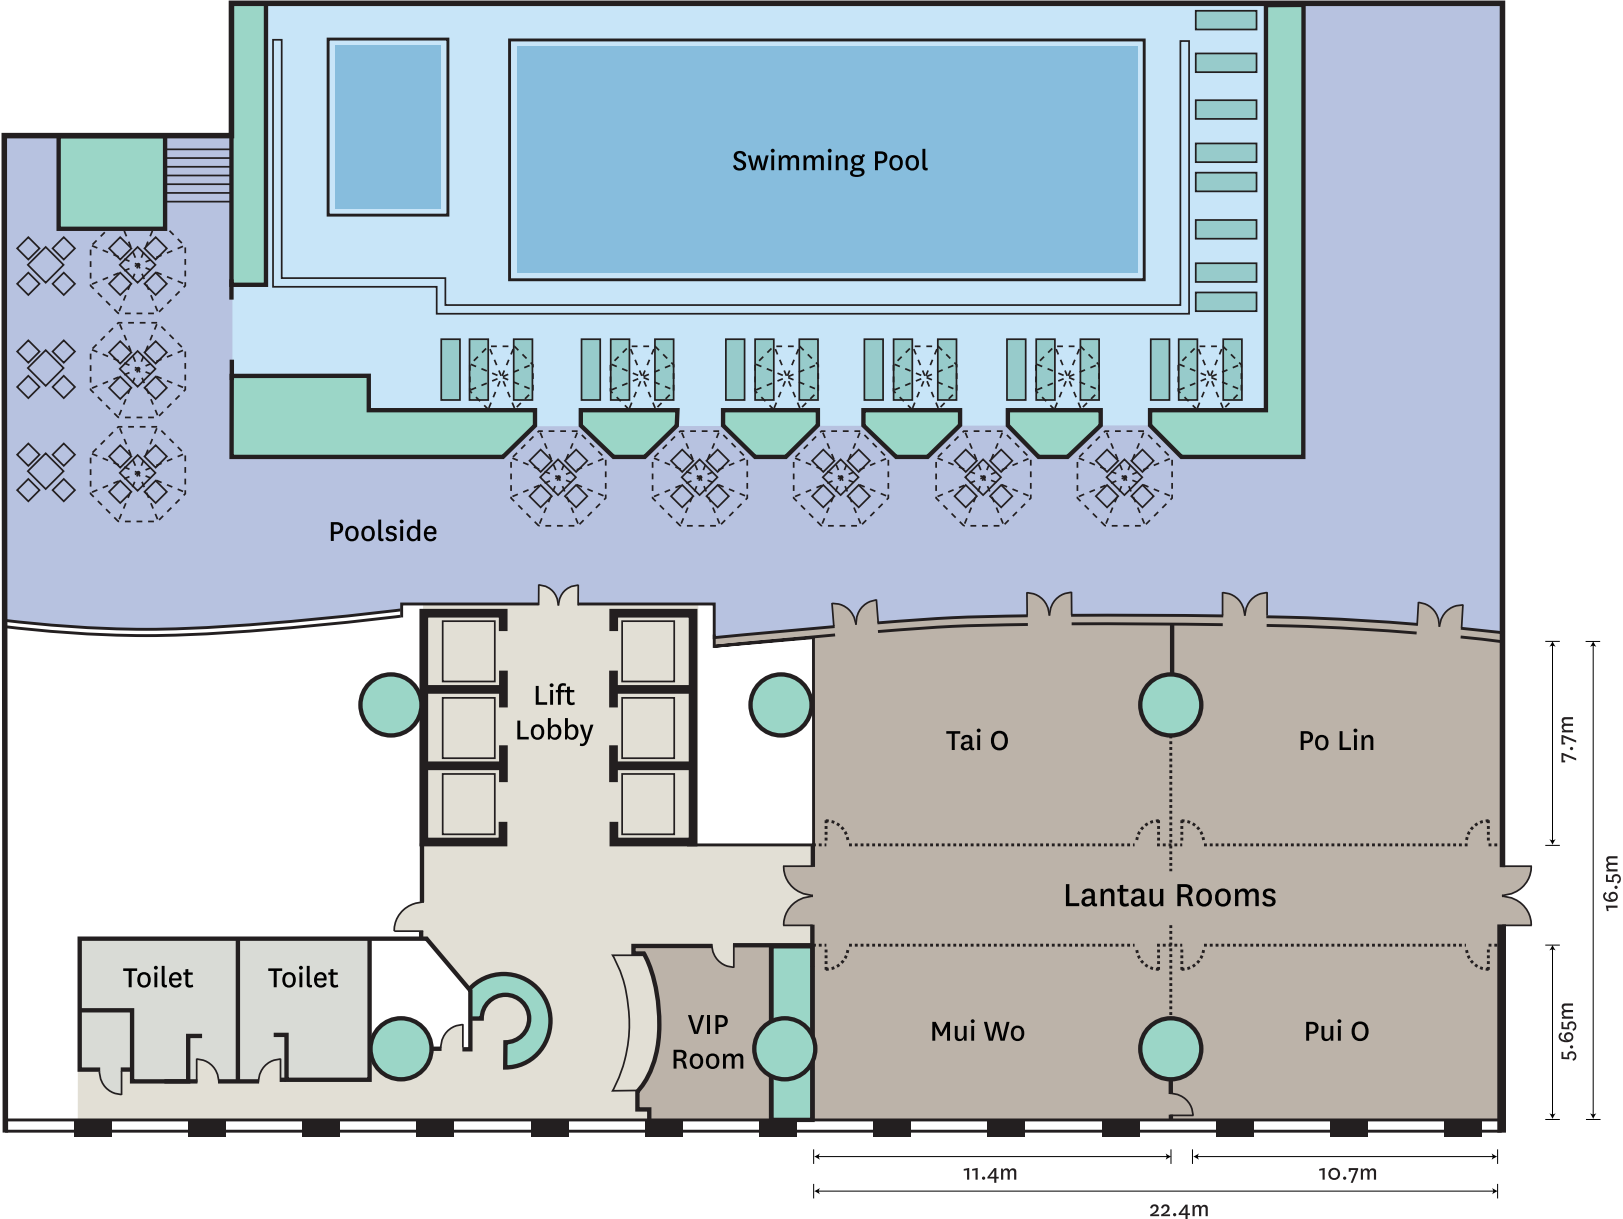 Swimming Pool
Poolside
Lift
Lobby
Tai O
Po Lin
7.7m
Lantau Rooms
16.5m
Toilet
Toilet
VIP
Room
Mui Wo
Pui O
5.65m
11.4m
10.7m
22.4m